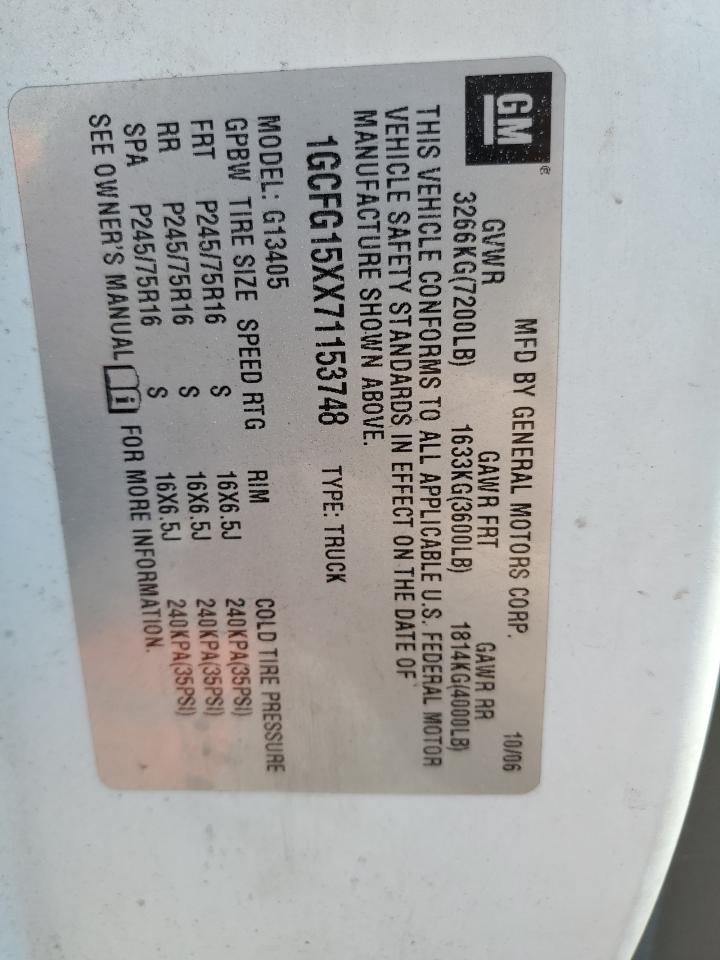 GM®
MFD BY GENERAL MOTORS CORP. 10/06
GVWR GAWR FRT GAWR RR
3266KG(7200LB) 1633KG(3600LB) 1814KG(4000LB)
THIS VEHICLE CONFORMS TO ALL APPLICABLE U.S. FEDERAL MOTOR
VEHICLE SAFETY STANDARDS IN EFFECT ON THE DATE OF
MANUFACTURE SHOWN ABOVE.
1GCFG15XX71153748 TYPE: TRUCK
MODEL: G13405
GPBW TIRE SIZE SPEED RTG RIM COLD TIRE PRESSURE
FRT P245/75R16 S 16X6.5J 240KPA(35PSI)
RR P245/75R16 S 16X6.5J 240KPA(35PSI)
SPA P245/75R16 S 16X6.5J 240KPA(35PSI)
SEE OWNER'S MANUAL i FOR MORE INFORMATION.